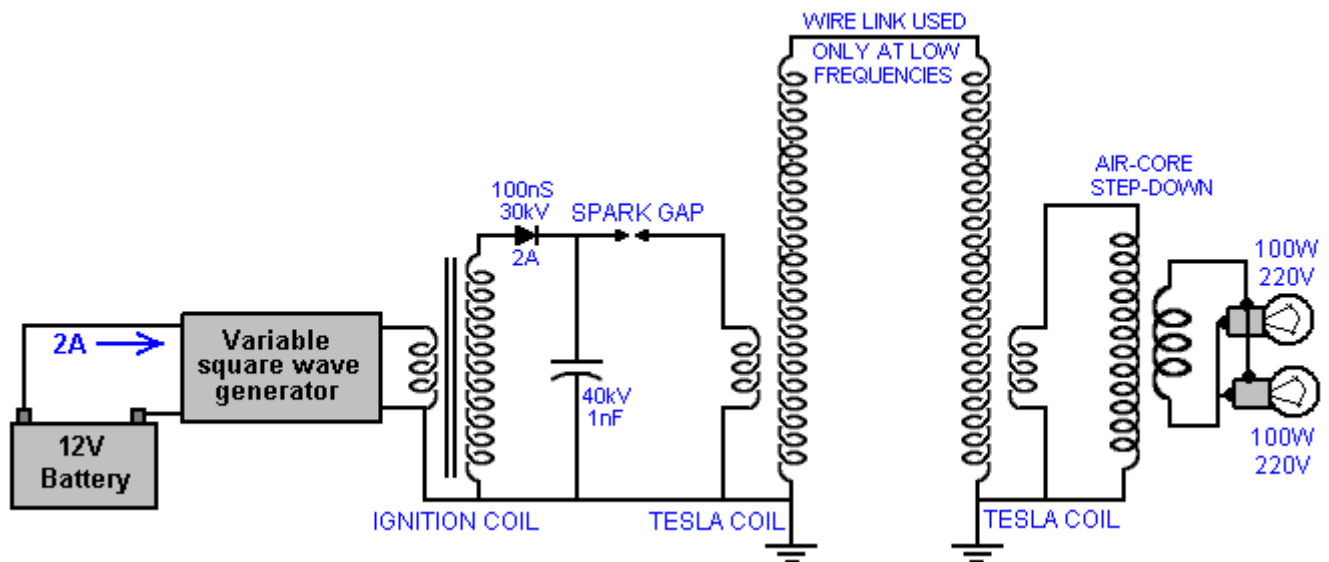 WIRE LINK USED
ONLY AT LOW
FREQUENCIES
AIR-CORE
STEP-DOWN
100nS
30kV
2A
SPARK GAP
100W
220V
2A
Variable
square wave
generator
40kV
1nF
12V
Battery
100W
220V
IGNITION COIL
TESLA COIL
TESLA COIL